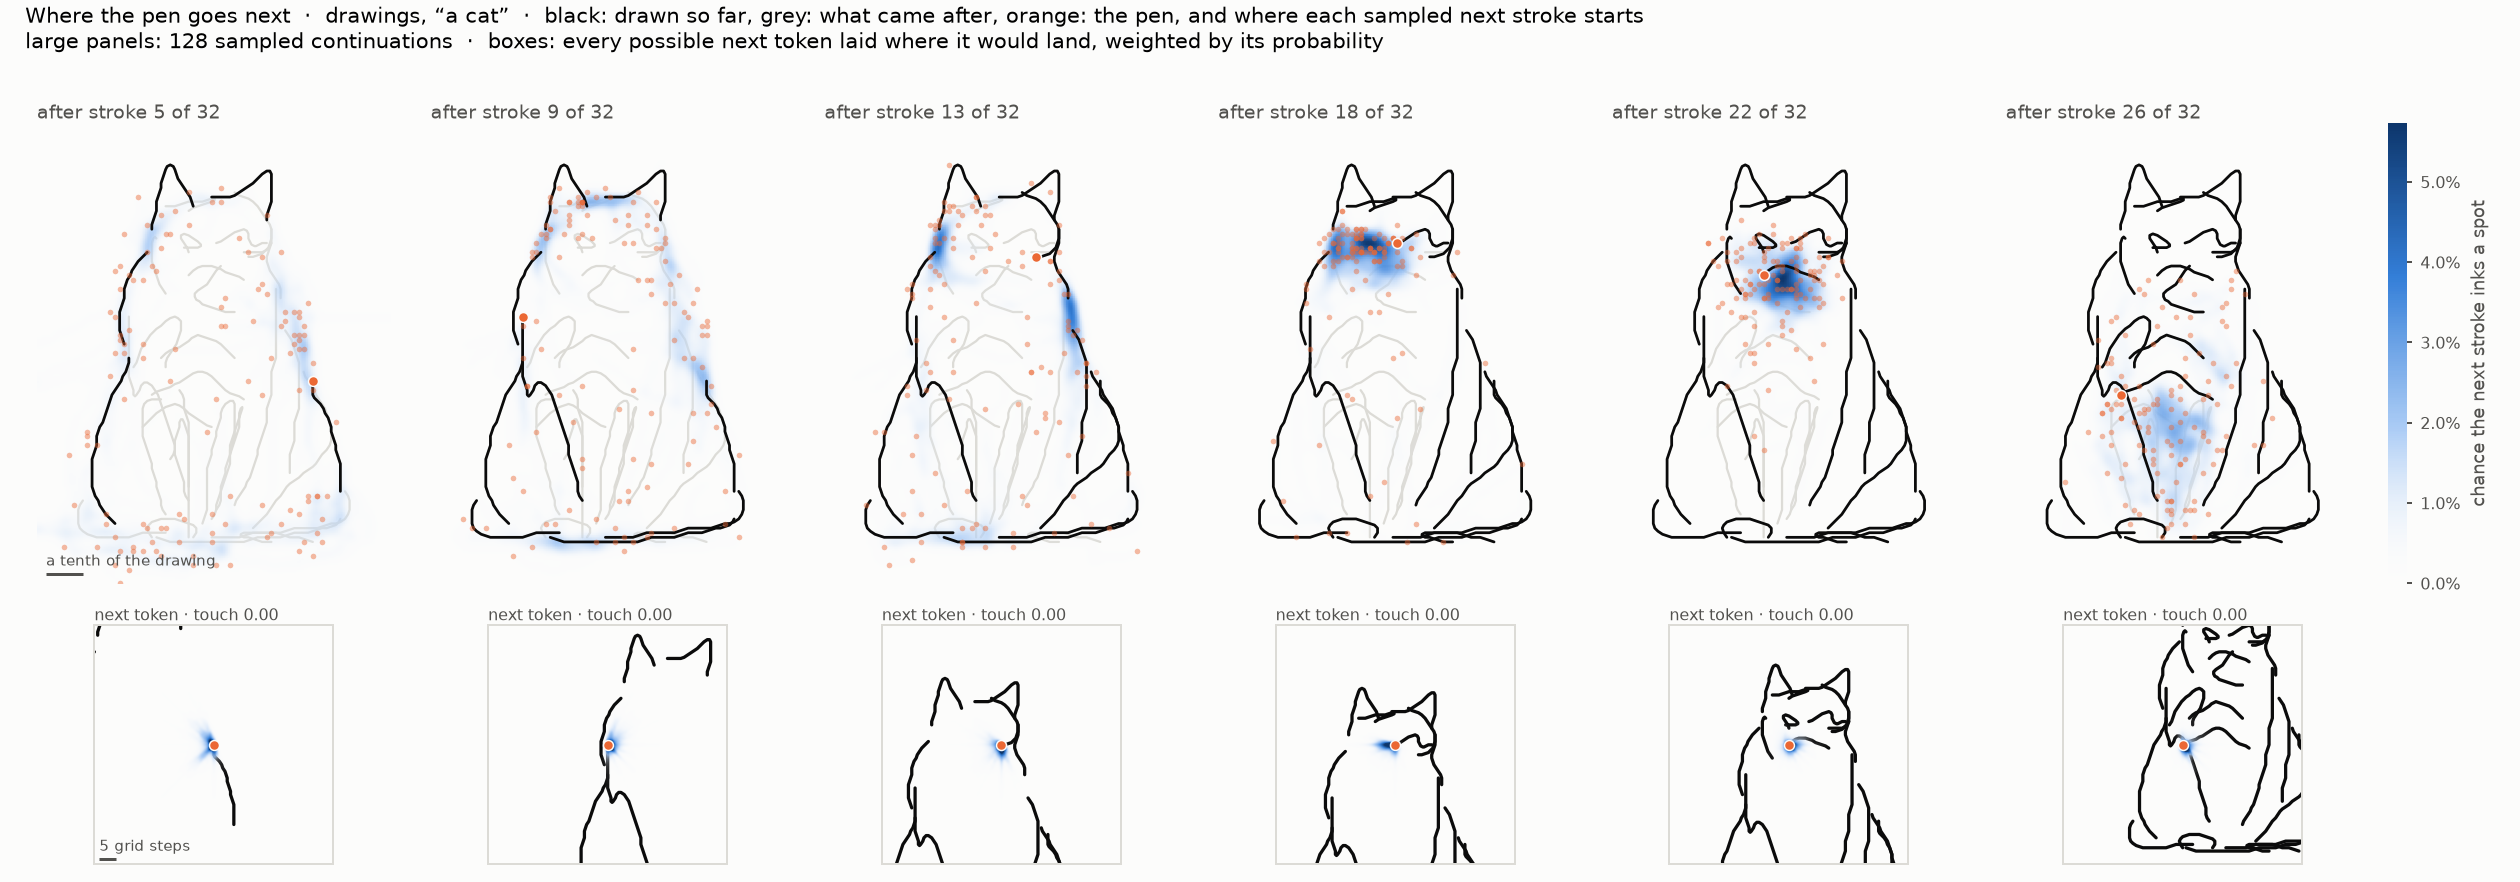 Where the pen goes next · drawings, “a cat” · black: drawn so far, grey: what came after, orange: the pen, and where each sampled next stroke starts
large panels: 128 sampled continuations · boxes: every possible next token laid where it would land, weighted by its probability
after stroke 5 of 32
after stroke 9 of 32
after stroke 13 of 32
after stroke 18 of 32
after stroke 22 of 32
after stroke 26 of 32
a tenth of the drawing
5.0%
4.0%
3.0%
2.0%
1.0%
0.0%
chance the next stroke inks a spot
next token · touch 0.00
next token · touch 0.00
next token · touch 0.00
next token · touch 0.00
next token · touch 0.00
next token · touch 0.00
5 grid steps